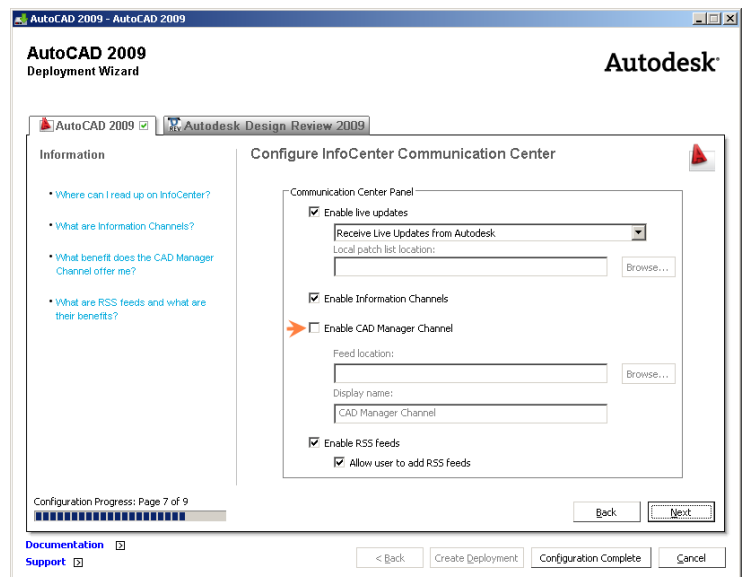 AutoCAD 2009 - AutoCAD 2009
AutoCAD 2009
Deployment Wizard
Autodesk
AutoCAD 2009
Autodesk Design Review 2009
Information
Where can I read up on InfoCenter?
What are Information Channels?
What benefit does the CAD Manager
Channel offer me?
What are RSS feeds and what are
their benefits?
Configure InfoCenter Communication Center
Communication Center Panel
Enable live updates
Receive Live Updates from Autodesk
Local patch list location:
Browse...
Enable Information Channels
Enable CAD Manager Channel
Feed location:
Browse...
Display name:
CAD Manager Channel
Enable RSS feeds
Allow user to add RSS feeds
Configuration Progress: Page 7 of 9
Back
Next
Documentation
Support
< Back
Create Deployment
Configuration Complete
Cancel